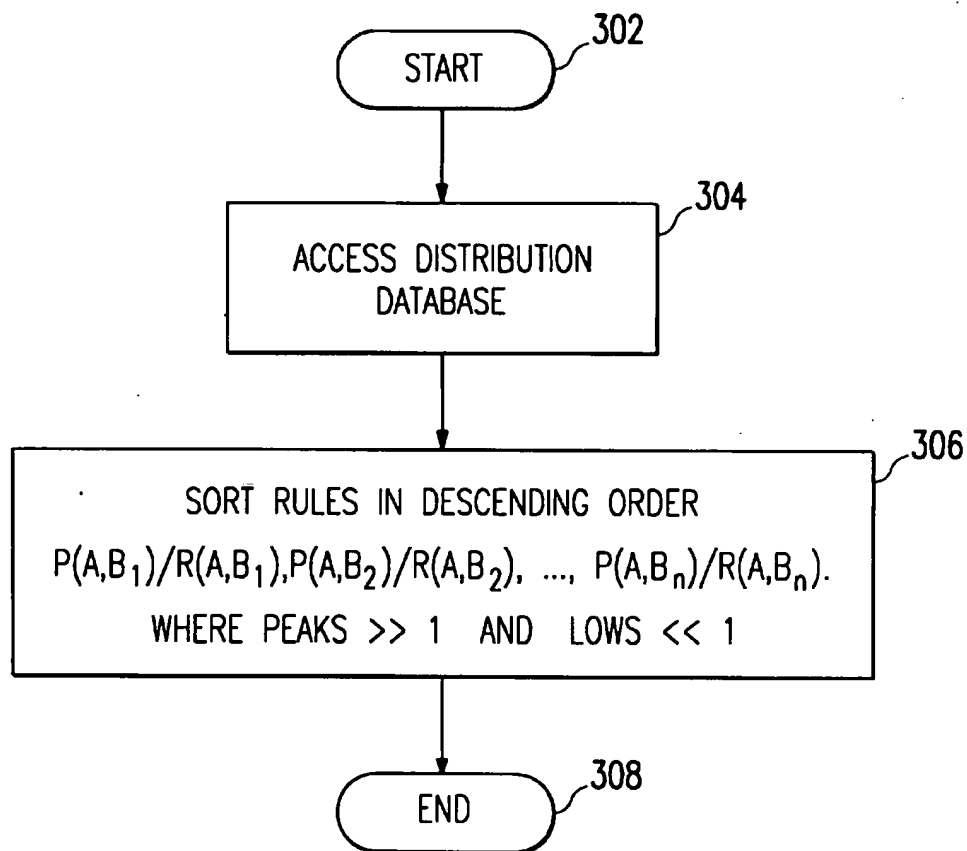 START
302
304
ACCESS DISTRIBUTION
DATABASE
306
SORT RULES IN DESCENDING ORDER
P(A,B₁)/R(A,B₁),P(A,B₂)/R(A,B₂), ..., P(A,Bₙ)/R(A,Bₙ).
WHERE PEAKS >> 1 AND LOWS << 1
END
308